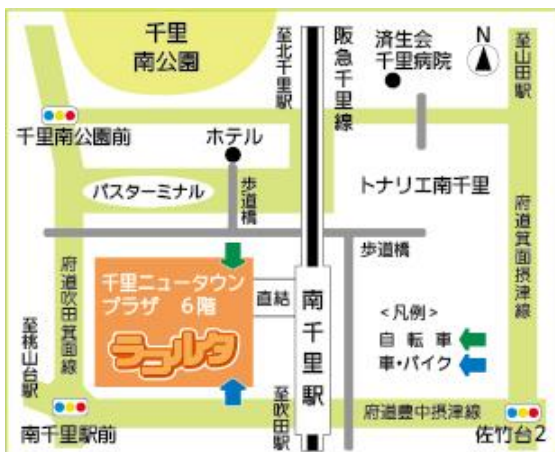 千里
南公園
至北千里駅
阪急千里線
済生会
千里病院
N
至山田駅
千里南公園前
ホテル
バスターミナル
歩道橋
トナリエ南千里
府道箕面摂津線
歩道橋
府道吹田箕面線
千里ニュータウン
プラザ 6階
ラコルタ
直結
南千里駅
<凡例>
自転車
車・バイク
至桃山台駅
至吹田駅
府道豊中摂津線
南千里駅前
佐竹台2